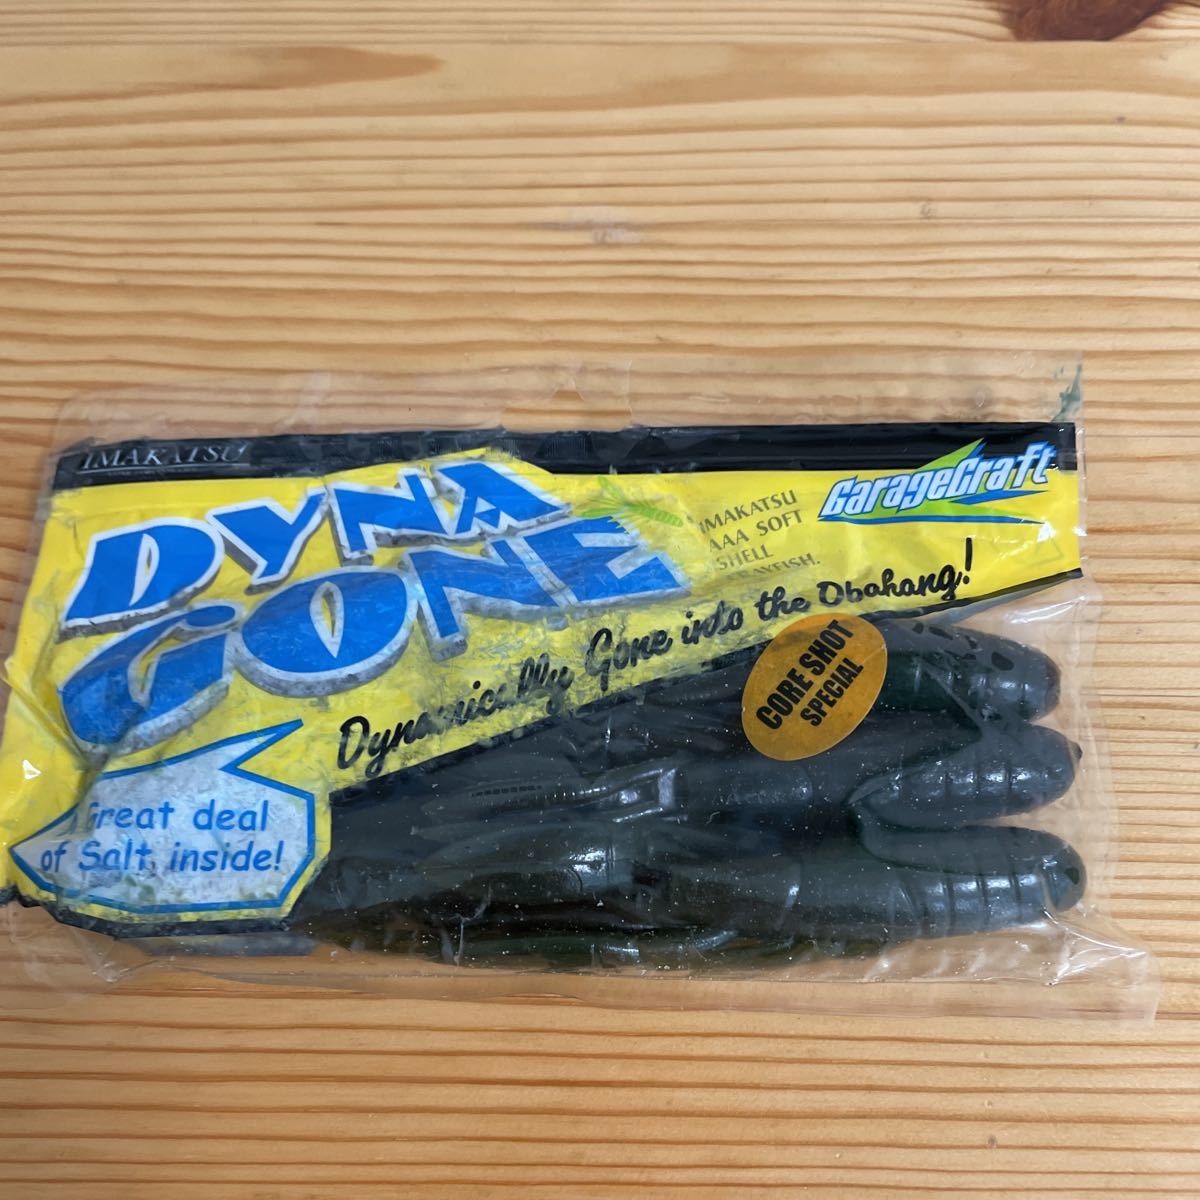 IMAKATSU
DYNA
GONE
GarageCraft
IMAKATSU
AAA SOFT
SHELL
Dynamically Gone into the Obahang!
CORE SHOT
SPECIAL
Great deal
of Salt inside!